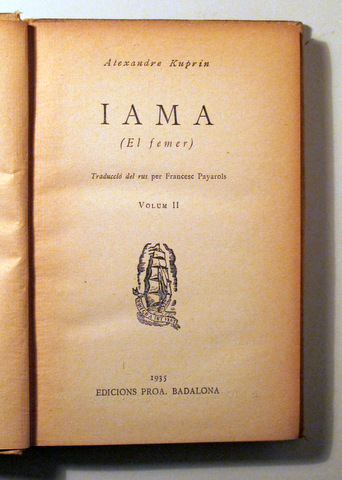 Alexandre Kuprin
IAMA
(El femer)
Traducció del rus per Francesc Payarols
VOLUM II
1935
EDICIONS PROA. BADALONA